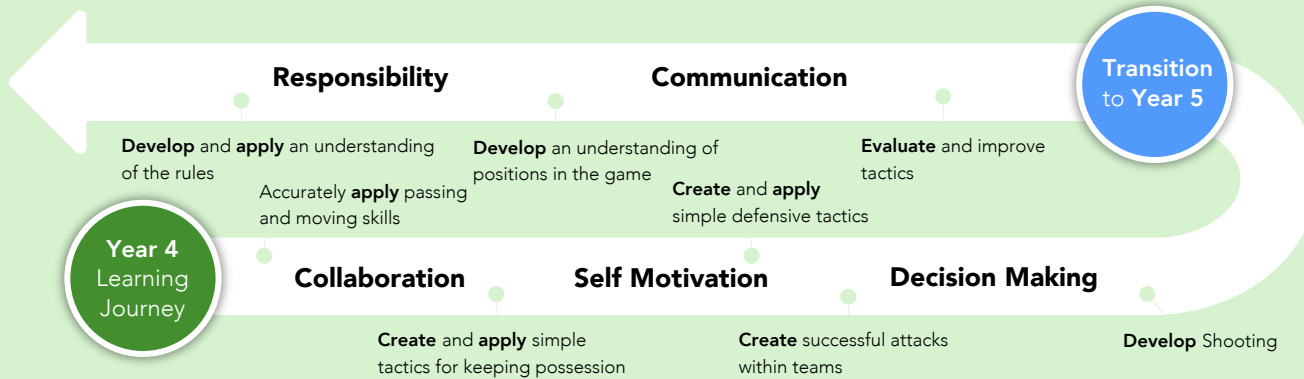 Responsibility
Communication
Transition
to Year 5
Develop and apply an understanding
of the rules
Develop an understanding of
positions in the game
Evaluate and improve
tactics
Accurately apply passing
and moving skills
Create and apply
simple defensive tactics
Year 4
Learning
Journey
Collaboration
Self Motivation
Decision Making
Create and apply simple
tactics for keeping possession
Create successful attacks
within teams
Develop Shooting